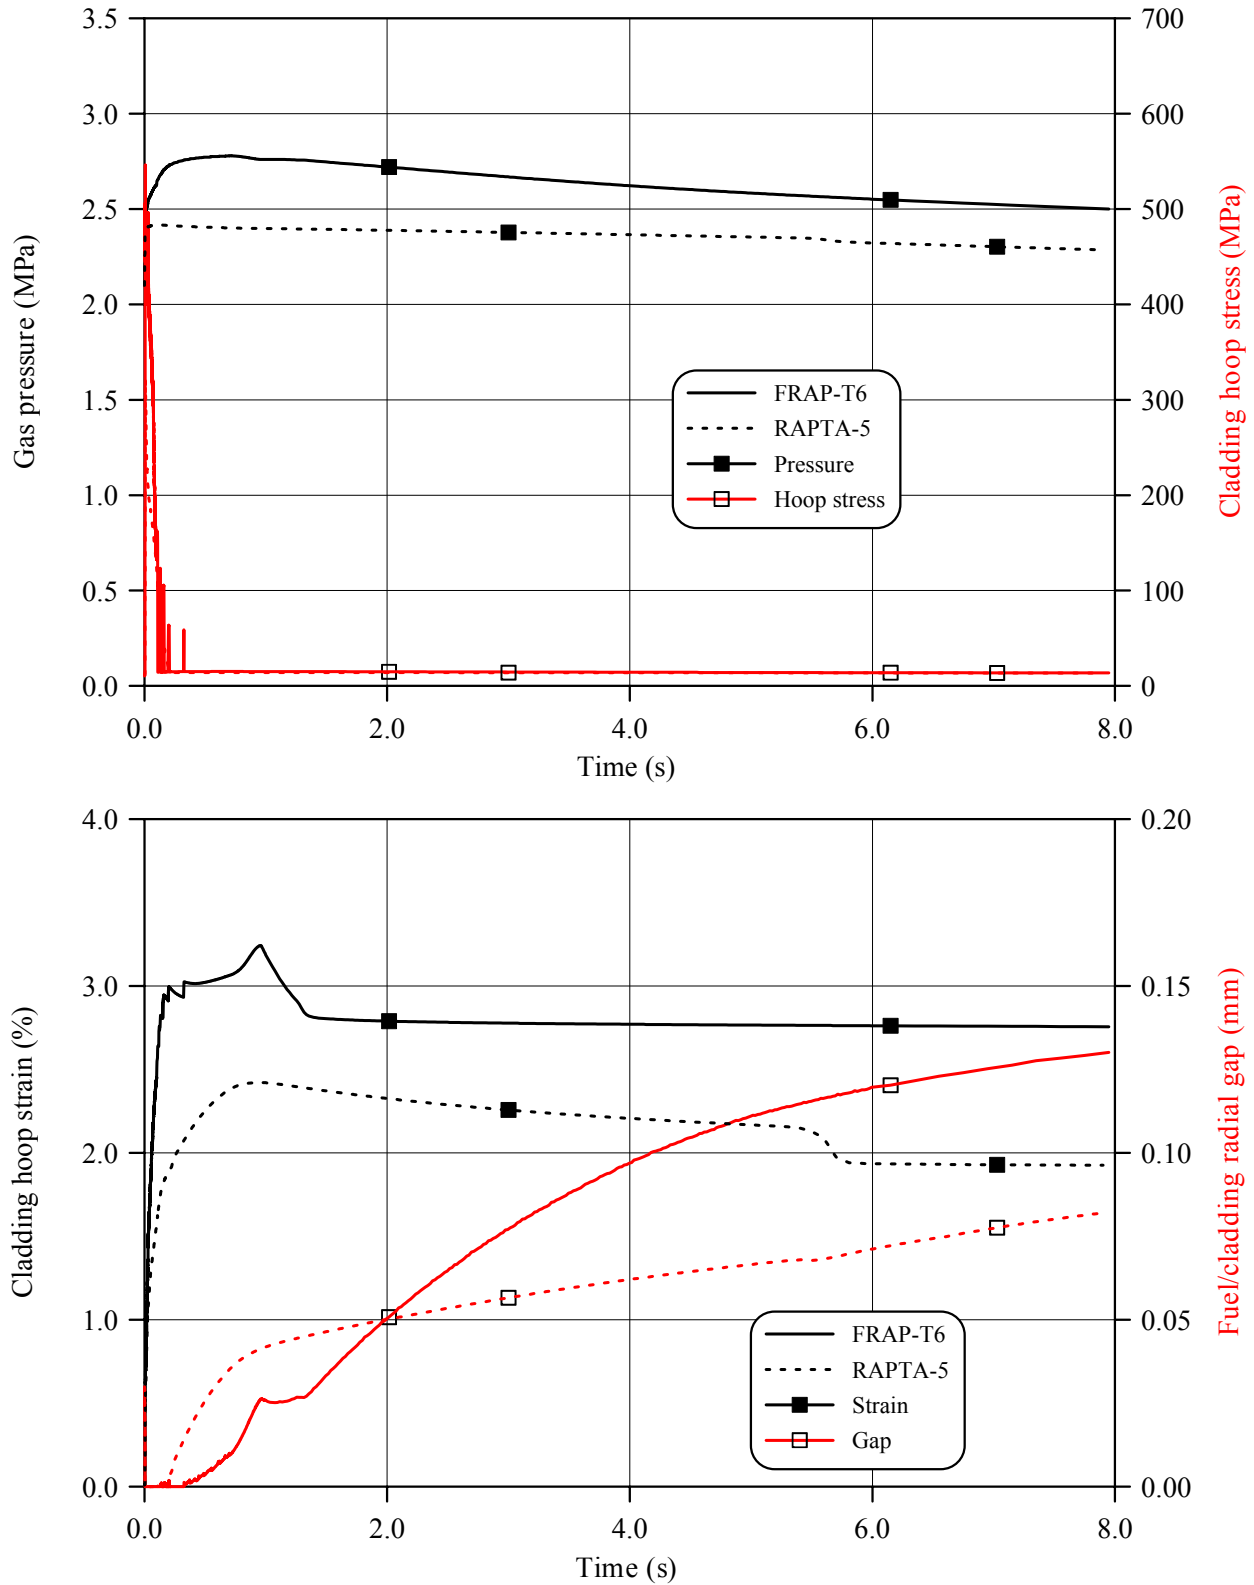 3.5
700
3.0
600
2.5
500
2.0
400
1.5
300
1.0
200
0.5
100
0.0
0
Gas pressure (MPa)
Cladding hoop stress (MPa)
FRAP-T6
RAPTA-5
Pressure
Hoop stress
0.0 2.0 4.0 6.0 8.0
Time (s)
4.0
0.20
3.0
0.15
2.0
0.10
1.0
0.05
0.0
0.00
Cladding hoop strain (%)
Fuel/cladding radial gap (mm)
FRAP-T6
RAPTA-5
Strain
Gap
0.0 2.0 4.0 6.0 8.0
Time (s)